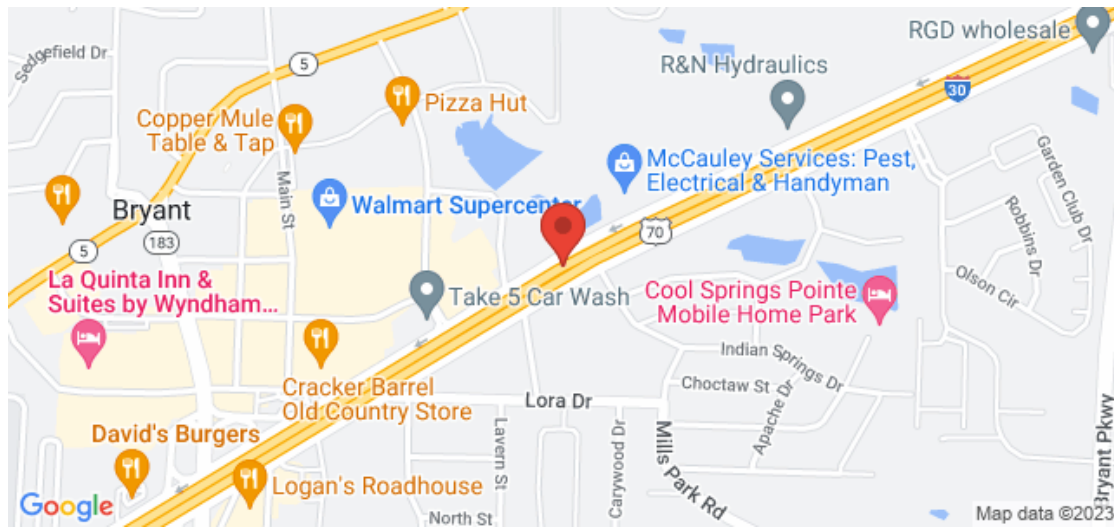 RGD wholesale
Sedgefield Dr
5
R&N Hydraulics
30
Pizza Hut
Copper Mule
Table & Tap
McCauley Services: Pest,
Electrical & Handyman
Garden Club Dr
Main St
Walmart Supercenter
Robbins Dr
Bryant
70
183
5
La Quinta Inn &
Suites by Wyndham...
Take 5 Car Wash
Cool Springs Pointe
Mobile Home Park
Olson Cir
Indian Springs Dr
Choctaw St
Cracker Barrel
Old Country Store
Lora Dr
Apache Dr
David's Burgers
Lavern St
Carywood Dr
Mills Park Rd
Bryant Pkwy
Logan's Roadhouse
North St
Google
Map data ©2023